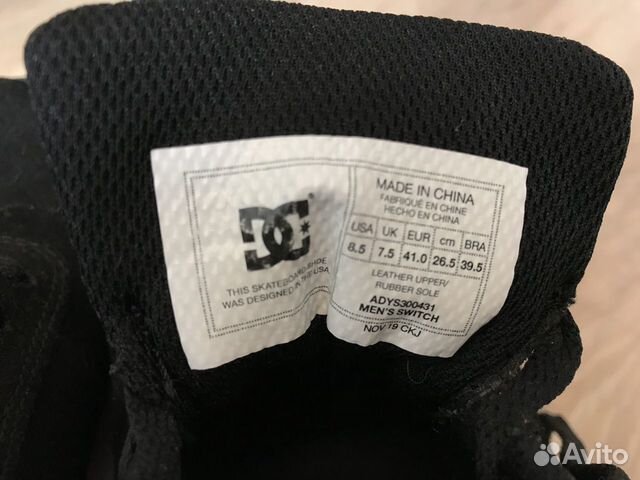 DC
THIS SKATEBOARD SHOE
WAS DESIGNED IN THE USA.
MADE IN CHINA
FABRIQUÉ EN CHINE
HECHO EN CHINA
USA UK EUR cm BRA
8.5 7.5 41.0 26.5 39.5
LEATHER UPPER/
RUBBER SOLE
ADYS300431
MEN'S SWITCH
NOV 19 CKJ
Avito